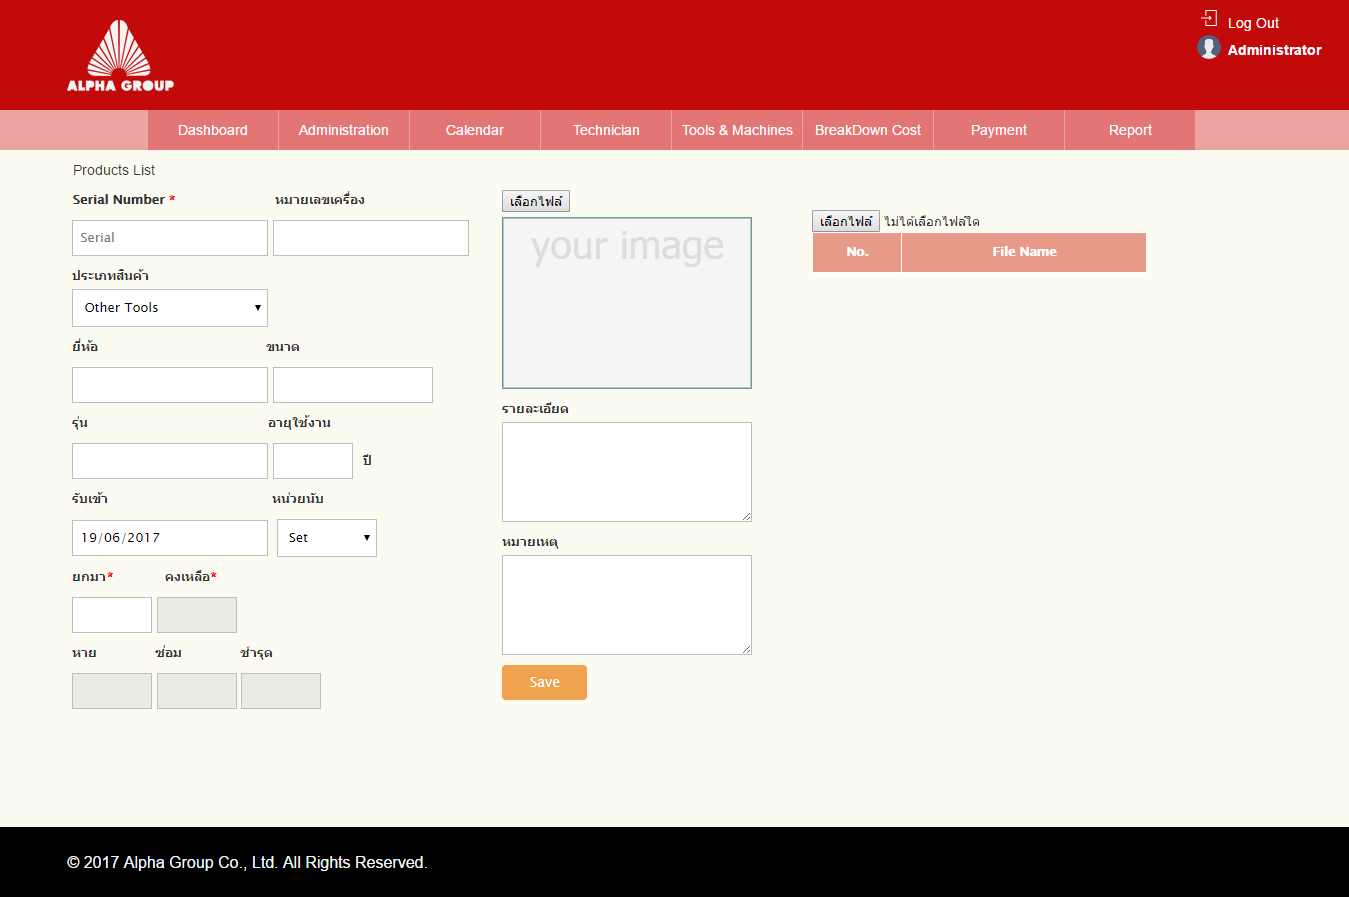 Log Out
Administrator
ALPHA GROUP
Dashboard
Administration
Calendar
Technician
Tools & Machines
BreakDown Cost
Payment
Report
Products List
Serial Number *
หมายเลขเครื่อง
Serial
ประเภทสินค้า
Other Tools
ยี่ห้อ
ขนาด
รุ่น
อายุใช้งาน
ปี
รับเข้า
หน่วยนับ
19/06/2017
Set
ยกมา*
คงเหลือ*
หาย
ซ่อม
ชำรุด
เลือกไฟล์
your image
รายละเอียด
หมายเหตุ
Save
เลือกไฟล์ ไม่ได้เลือกไฟล์ใด
No.
File Name
© 2017 Alpha Group Co., Ltd. All Rights Reserved.